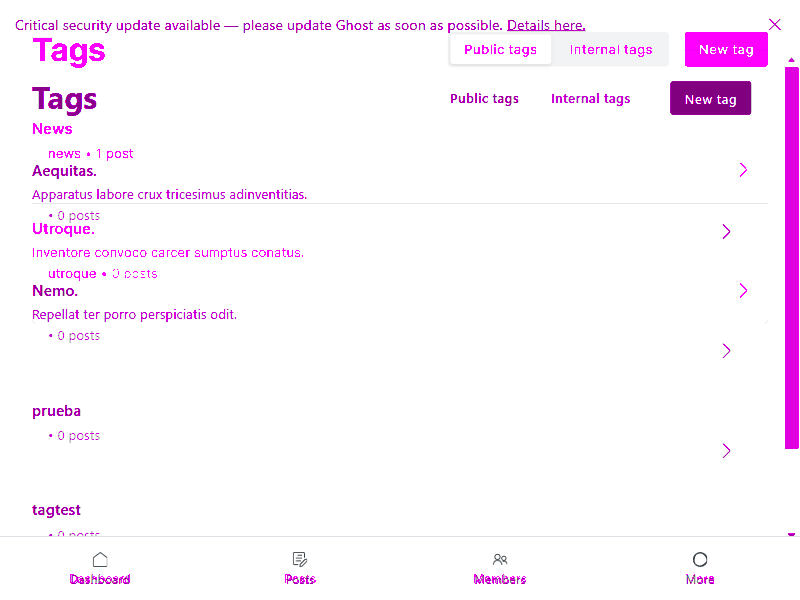 Critical security update available — please update Ghost as soon as possible. Details here.
Tags Public tags Internal tags New tag
Tags Public tags Internal tags New tag
News
news • 1 post
Aequitas.
Apparatus labore crux tricesimus adinventitias.
• 0 posts
Utroque.
Inventore convoco carcer sumptus conatus.
utroque • 0 posts
Nemo.
Repellat ter porro perspiciatis odit.
• 0 posts
prueba
• 0 posts
tagtest
• 0 posts
Dashboard Posts Members More